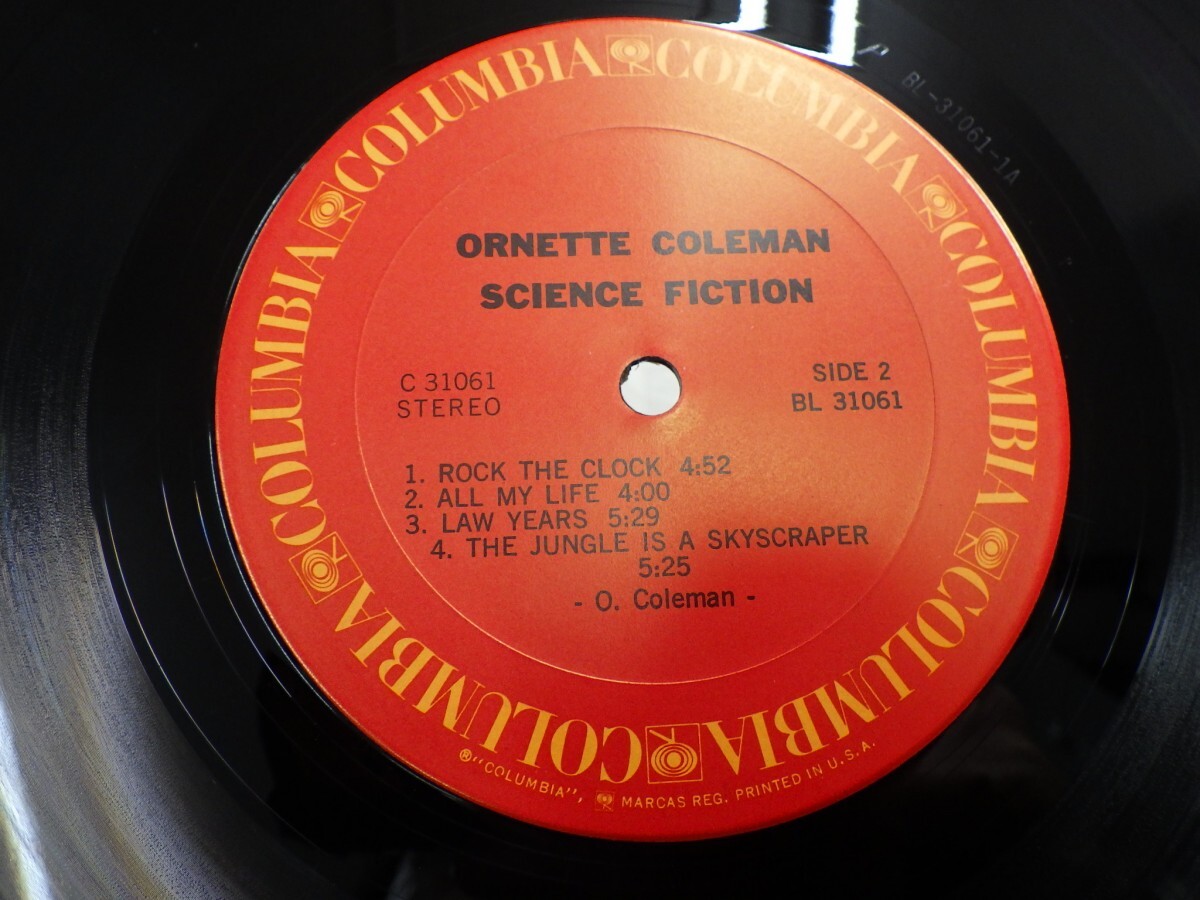 COLUMBIA COLUMBIA COLUMBIA COLUMBIA COLUMBIA COLUMBIA
BL-31061-1A
ORNETTE COLEMAN
SCIENCE FICTION
C 31061
STEREO
SIDE 2
BL 31061
1. ROCK THE CLOCK 4:52
2. ALL MY LIFE 4:00
3. LAW YEARS 5:29
4. THE JUNGLE IS A SKYSCRAPER
5:25
- O. Coleman -
®"COLUMBIA", MARCAS REG. PRINTED IN U.S.A.